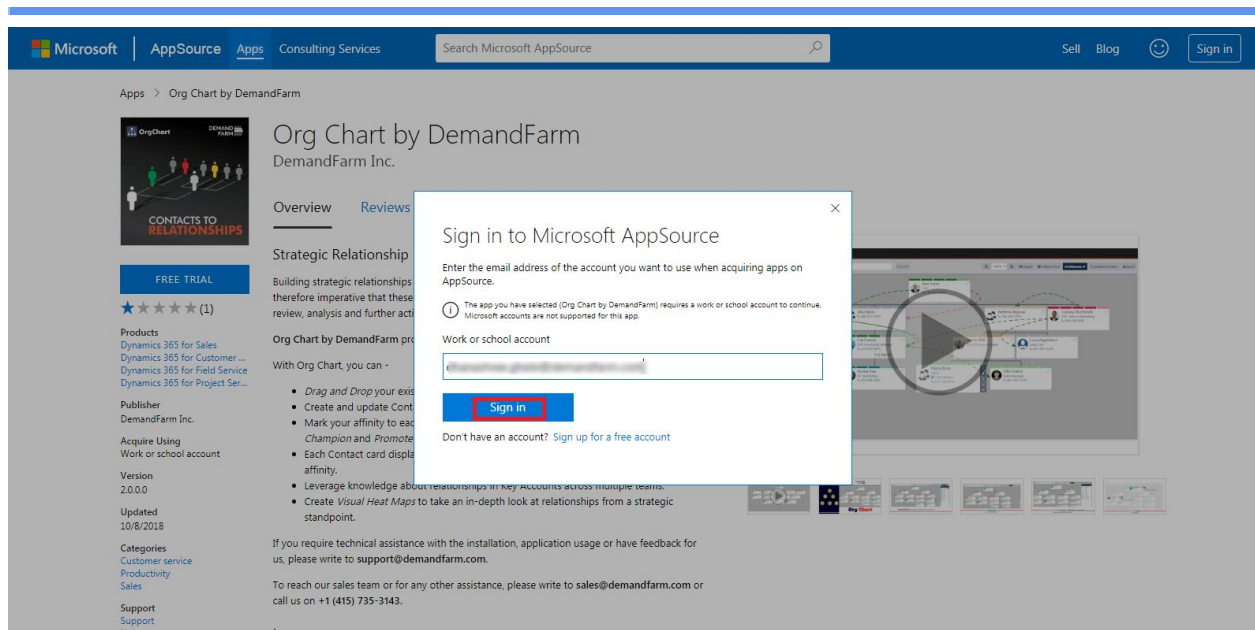 Microsoft AppSource Apps Consulting Services Search Microsoft AppSource Sell Blog Sign in
Apps > Org Chart by DemandFarm
OrgChart DEMAND FARM
CONTACTS TO
RELATIONSHIPS
FREE TRIAL
(1)
Products
Dynamics 365 for Sales
Dynamics 365 for Customer ...
Dynamics 365 for Field Service
Dynamics 365 for Project Ser...
Publisher
DemandFarm Inc.
Acquire Using
Work or school account
Version
2.0.0.0
Updated
10/8/2018
Categories
Customer service
Productivity
Sales
Support
Support
Org Chart by DemandFarm
DemandFarm Inc.
Overview Reviews
Strategic Relationship
Building strategic relationships
therefore imperative that these
review, analysis and further acti
Org Chart by DemandFarm pro
With Org Chart, you can -
• Drag and Drop your exis
• Create and update Cont
• Mark your affinity to eac
Champion and Promote
• Each Contact card displa
affinity.
• Leverage knowledge about relationships in Key Accounts across multiple teams.
• Create Visual Heat Maps to take an in-depth look at relationships from a strategic
standpoint.
If you require technical assistance with the installation, application usage or have feedback for
us, please write to support@demandfarm.com.
To reach our sales team or for any other assistance, please write to sales@demandfarm.com or
call us on +1 (415) 735-3143.
Sign in to Microsoft AppSource
Enter the email address of the account you want to use when acquiring apps on
AppSource.
The app you have selected (Org Chart by DemandFarm) requires a work or school account to continue.
Microsoft accounts are not supported for this app.
Work or school account
Sign in
Don't have an account? Sign up for a free account
Org Chart